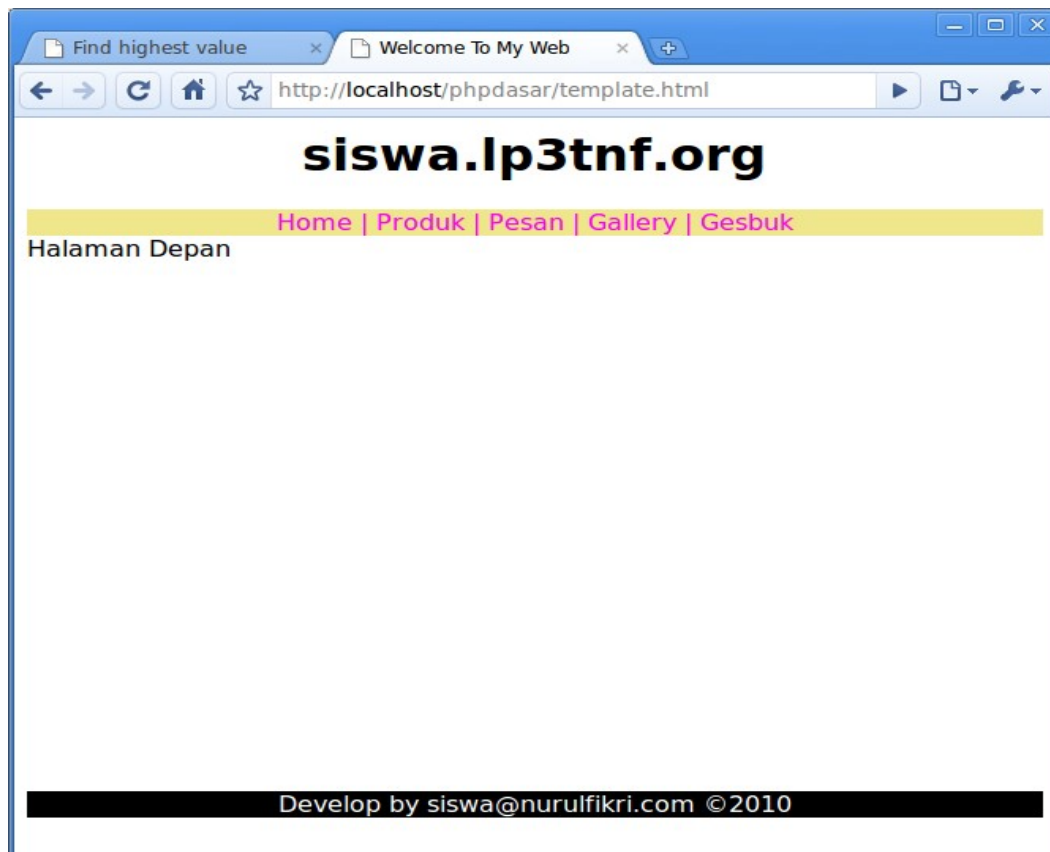 Find highest value
Welcome To My Web
http://localhost/phpdasar/template.html
siswa.lp3tnf.org
Home | Produk | Pesan | Gallery | Gesbuk
Halaman Depan
Develop by siswa@nurulfikri.com ©2010